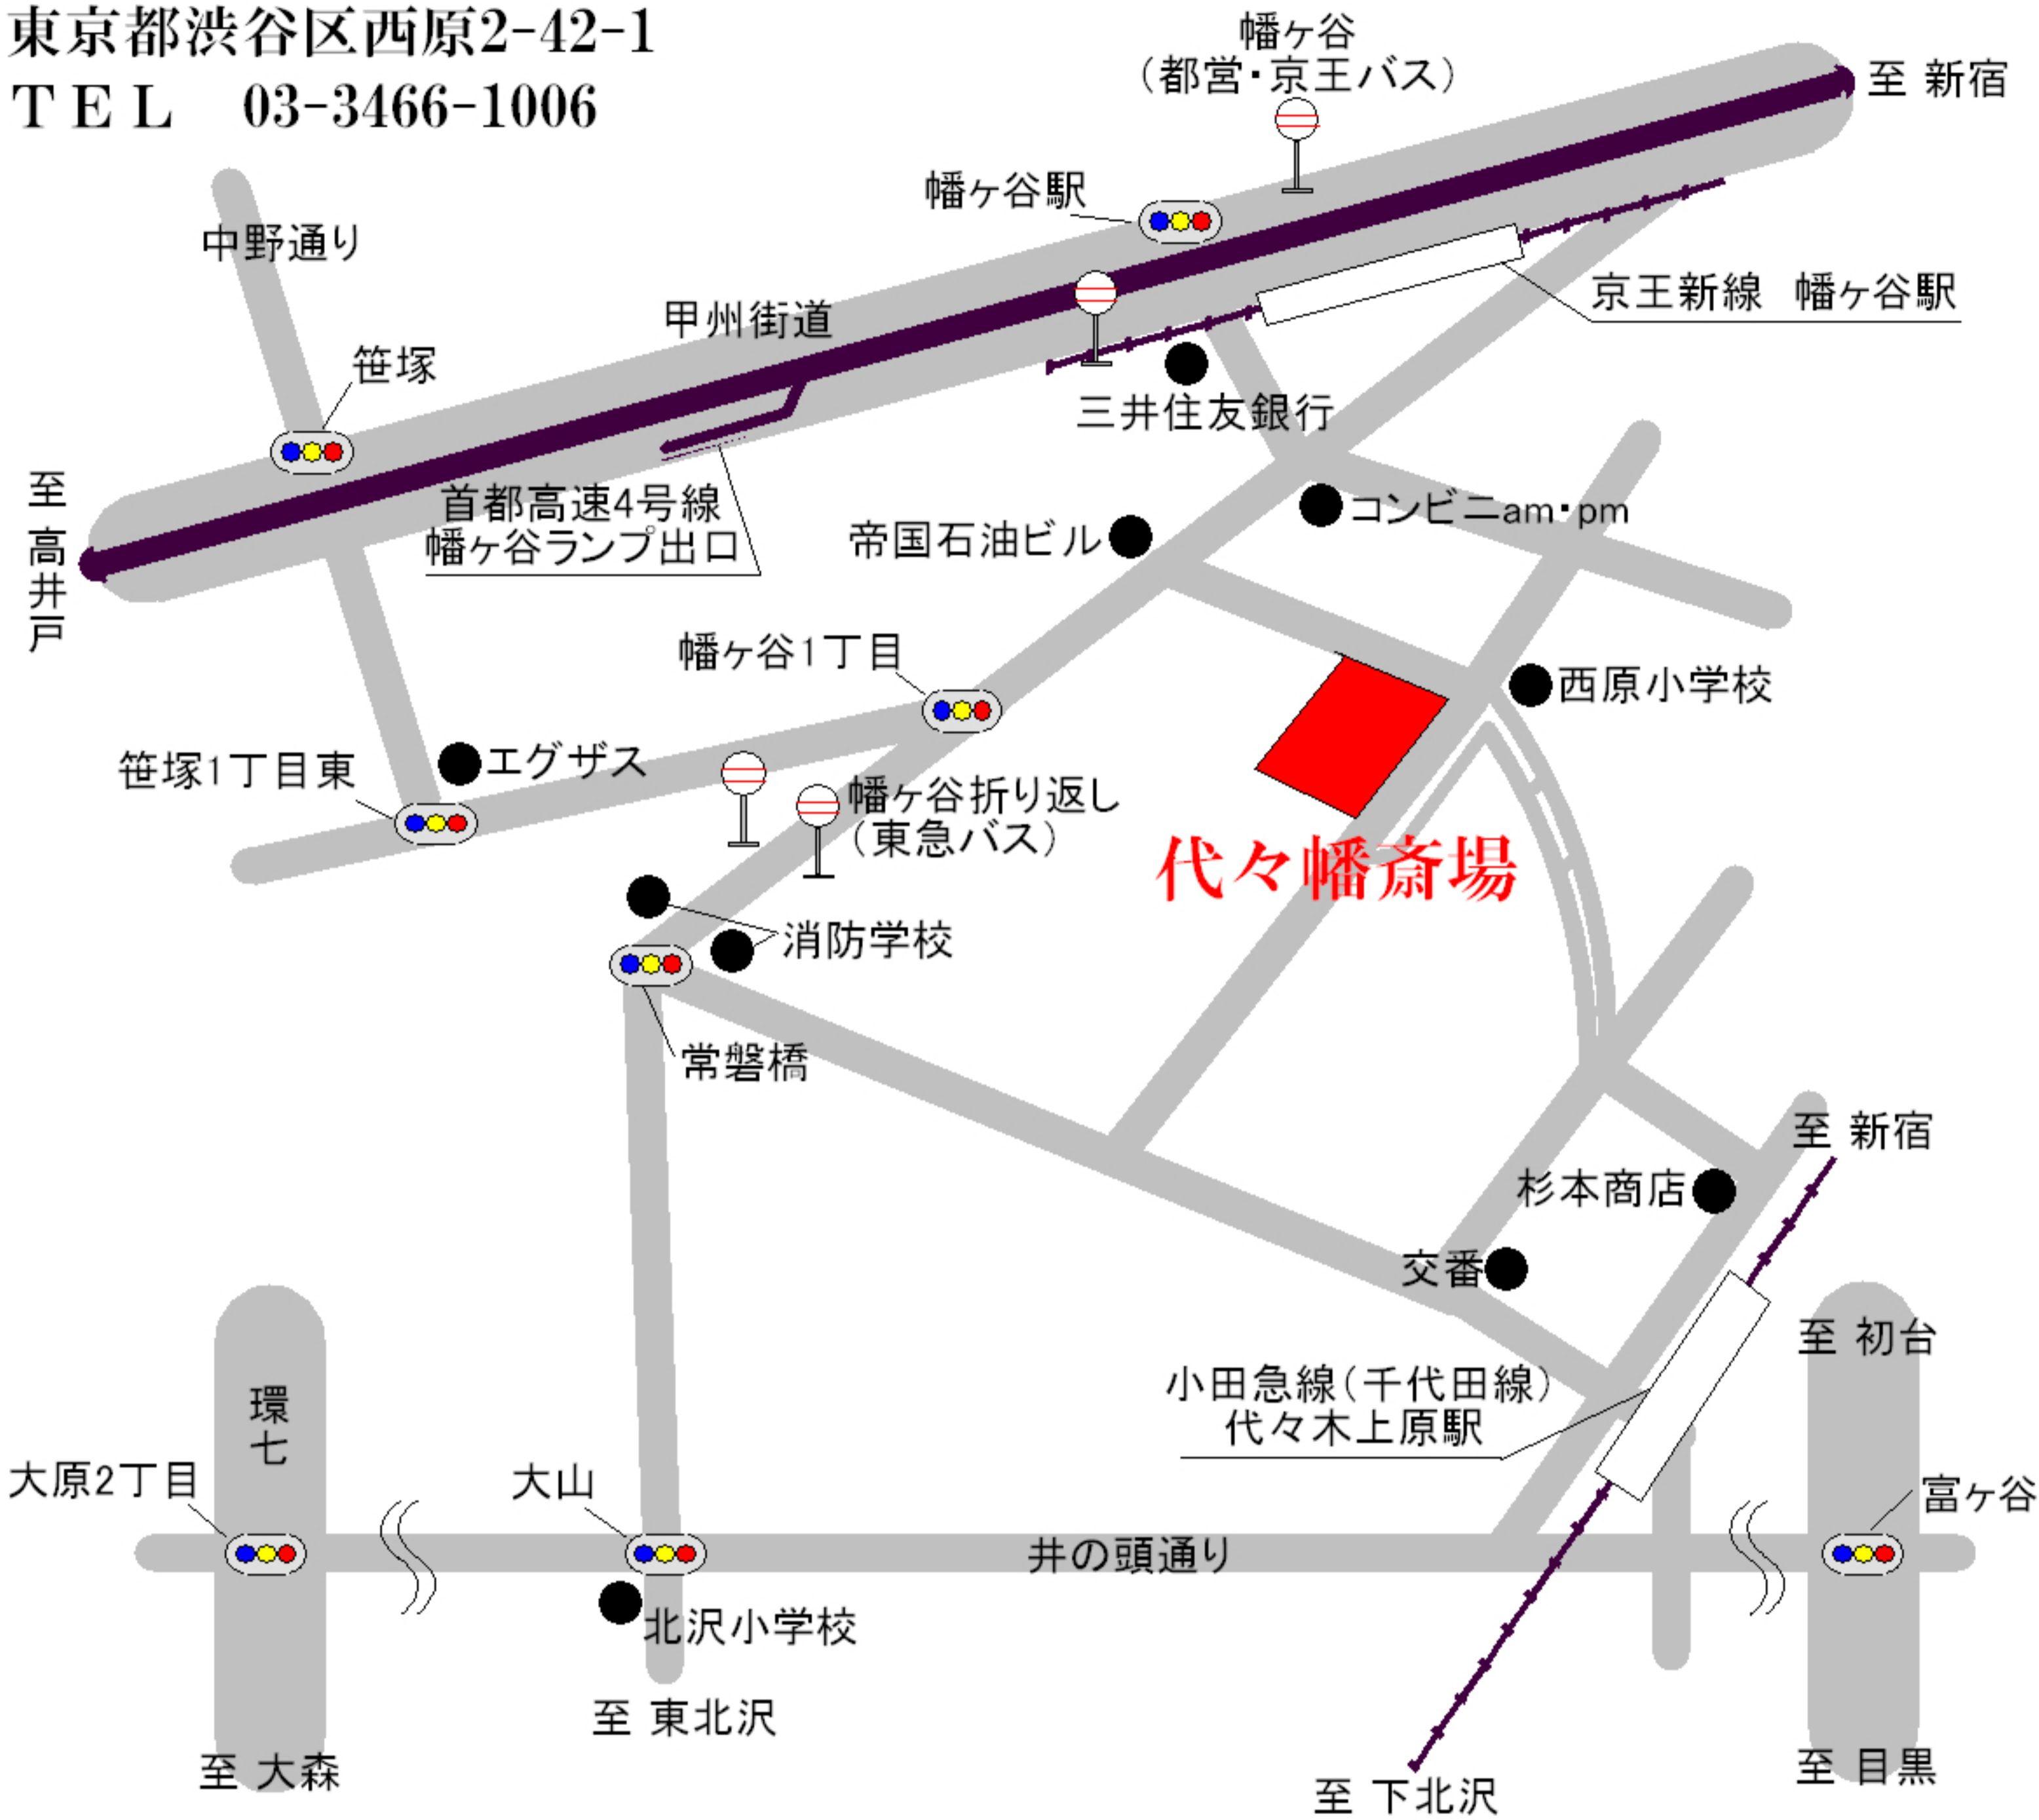 東京都渋谷区西原2-42-1
TEL 03-3466-1006
幡ヶ谷
（都営・京王バス）
至 新宿
幡ヶ谷駅
中野通り
京王新線 幡ヶ谷駅
甲州街道
笹塚
三井住友銀行
至高井戸
首都高速4号線
幡ヶ谷ランプ出口
帝国石油ビル
コンビニam・pm
幡ヶ谷1丁目
西原小学校
笹塚1丁目東
エグザス
幡ヶ谷折り返し
（東急バス）
代々幡斎場
消防学校
常磐橋
至 新宿
杉本商店
交番
至 初台
小田急線（千代田線）
代々木上原駅
環七
大原2丁目
大山
富ヶ谷
井の頭通り
北沢小学校
至 東北沢
至 大森
至 下北沢
至 目黒